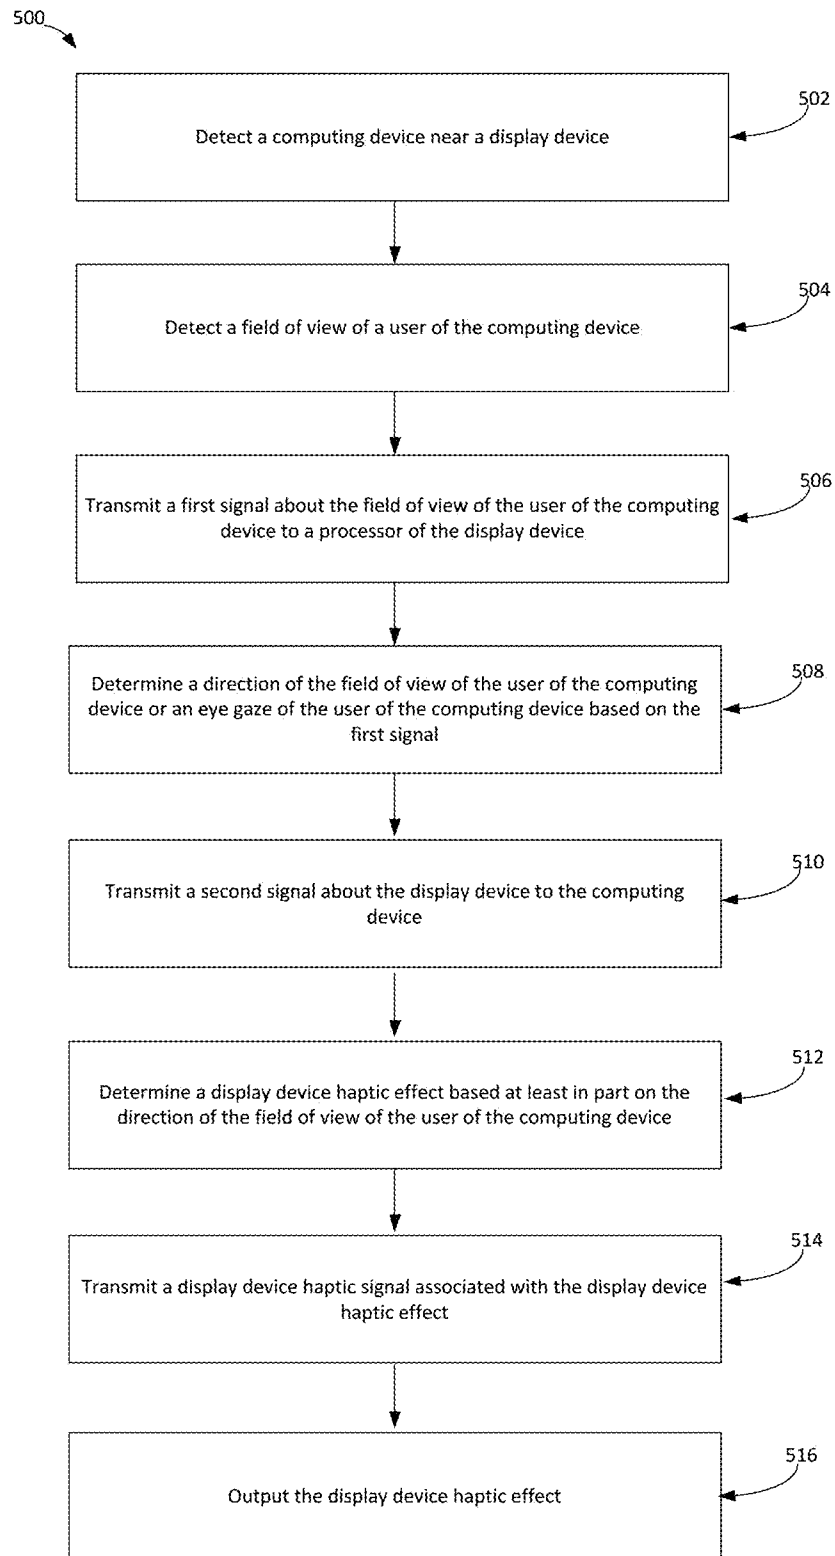 500
502
Detect a computing device near a display device
504
Detect a field of view of a user of the computing device
506
Transmit a first signal about the field of view of the user of the computing
device to a processor of the display device
508
Determine a direction of the field of view of the user of the computing
device or an eye gaze of the user of the computing device based on the
first signal
510
Transmit a second signal about the display device to the computing
device
512
Determine a display device haptic effect based at least in part on the
direction of the field of view of the user of the computing device
514
Transmit a display device haptic signal associated with the display device
haptic effect
516
Output the display device haptic effect